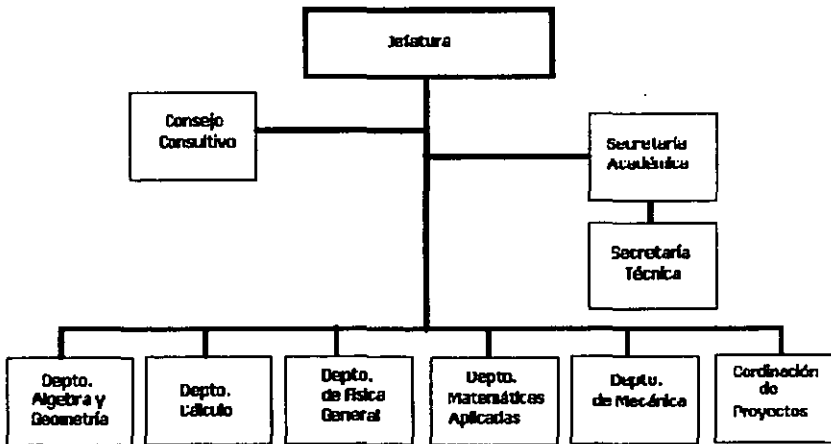 Jefatura
Consejo
Consultivo
Secretaría
Académica
Secretaría
Técnica
Depto.
Algebra y
Geometría
Depto.
Cálculo
Depto.
de Física
General
Depto.
Matemáticas
Aplicadas
Depto.
de Mecánica
Cordinación
de
Proyectos